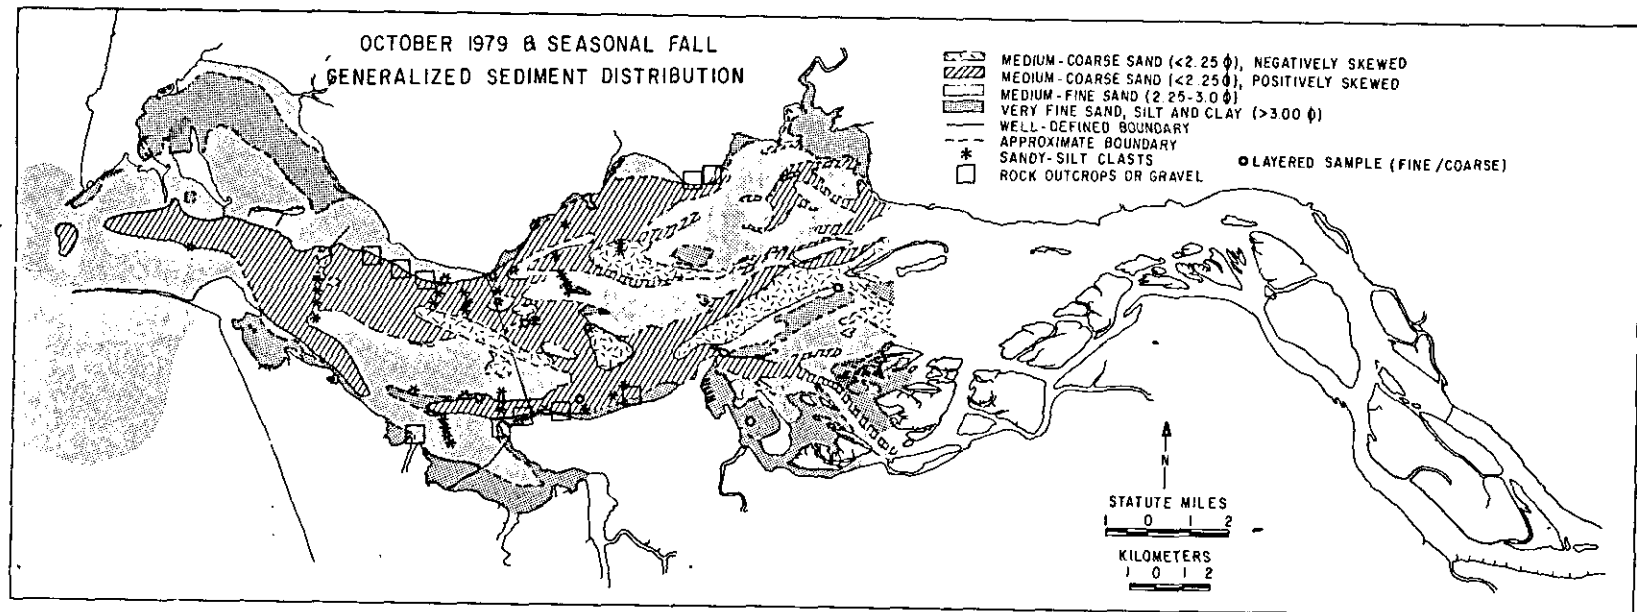 OCTOBER 1979 & SEASONAL FALL
GENERALIZED SEDIMENT DISTRIBUTION
MEDIUM-COARSE SAND (<2.25 ϕ), NEGATIVELY SKEWED
MEDIUM-COARSE SAND (<2.25ϕ), POSITIVELY SKEWED
MEDIUM-FINE SAND (2.25-3.0ϕ)
VERY FINE SAND, SILT AND CLAY (>3.00 ϕ)
WELL-DEFINED BOUNDARY
APPROXIMATE BOUNDARY
SANDY-SILT CLASTS
LAYERED SAMPLE (FINE/COARSE)
ROCK OUTCROPS OR GRAVEL
N
STATUTE MILES
1 0 1 2
KILOMETERS
1 0 1 2